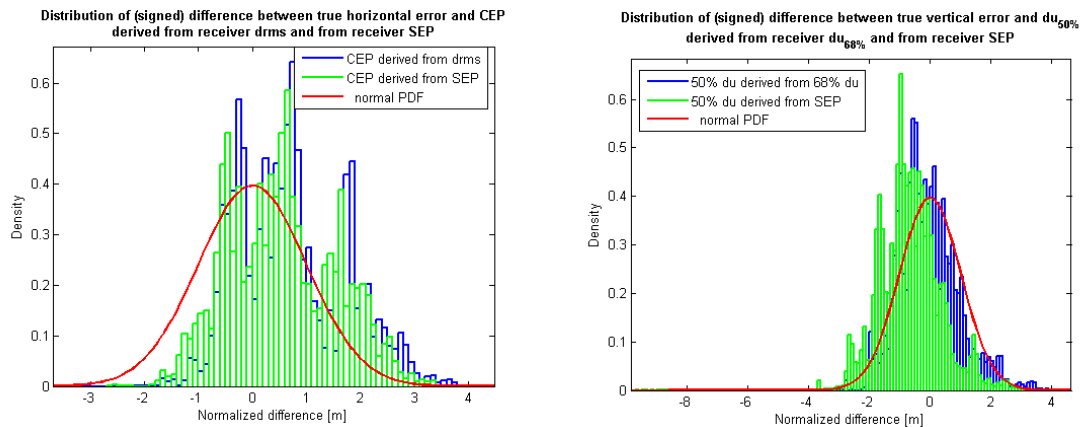 Distribution of (signed) difference between true horizontal error and CEP
derived from receiver drms and from receiver SEP
CEP derived from drms
CEP derived from SEP
normal PDF
0.6
0.5
0.4
0.3
0.2
0.1
0
Density
-3
-2
-1
0
1
2
3
4
Normalized difference [m]
Distribution of (signed) difference between true vertical error and du50%
derived from receiver du68% and from receiver SEP
50% du derived from 68% du
50% du derived from SEP
normal PDF
0.6
0.5
0.4
0.3
0.2
0.1
0
Density
-8
-6
-4
-2
0
2
4
Normalized difference [m]